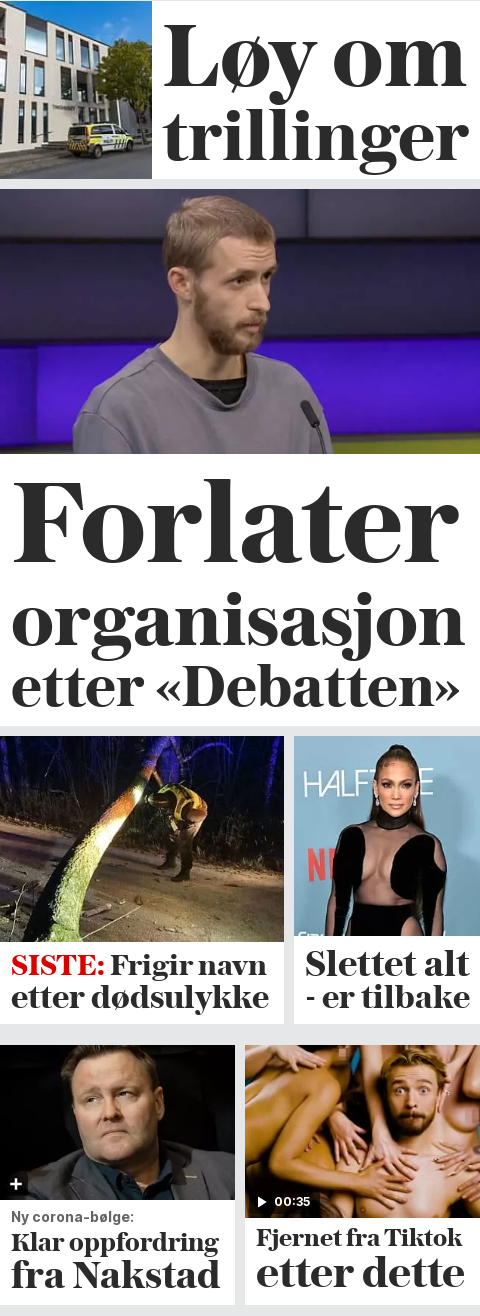 Løy om
trillinger
Forlater
organisasjon
etter «Debatten»
HALF
E
N
SISTE: Frigir navn
etter dødsulykke
Slettet alt
- er tilbake
Ny corona-bølge:
Klar oppfordring
fra Nakstad
00:35
Fjernet fra Tiktok
etter dette